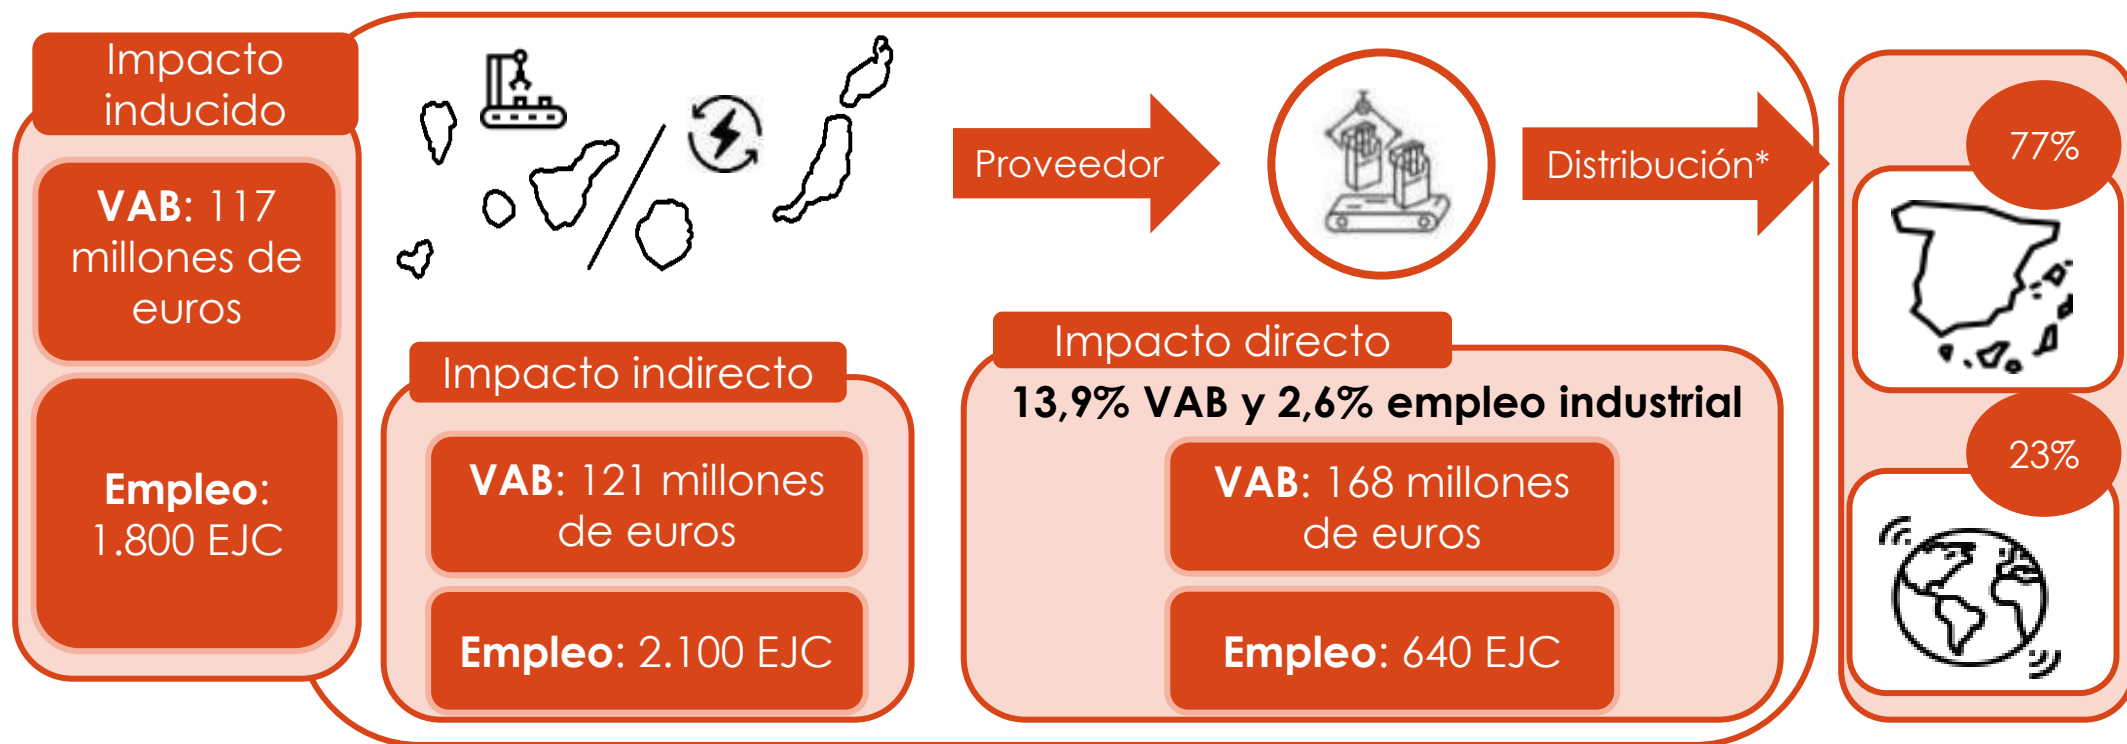 Impacto
inducido
VAB: 117
millones de
euros
Empleo:
1.800 EJC
Proveedor
Distribución*
Impacto indirecto
VAB: 121 millones
de euros
Empleo: 2.100 EJC
Impacto directo
13,9% VAB y 2,6% empleo industrial
VAB: 168 millones
de euros
Empleo: 640 EJC
77%
23%